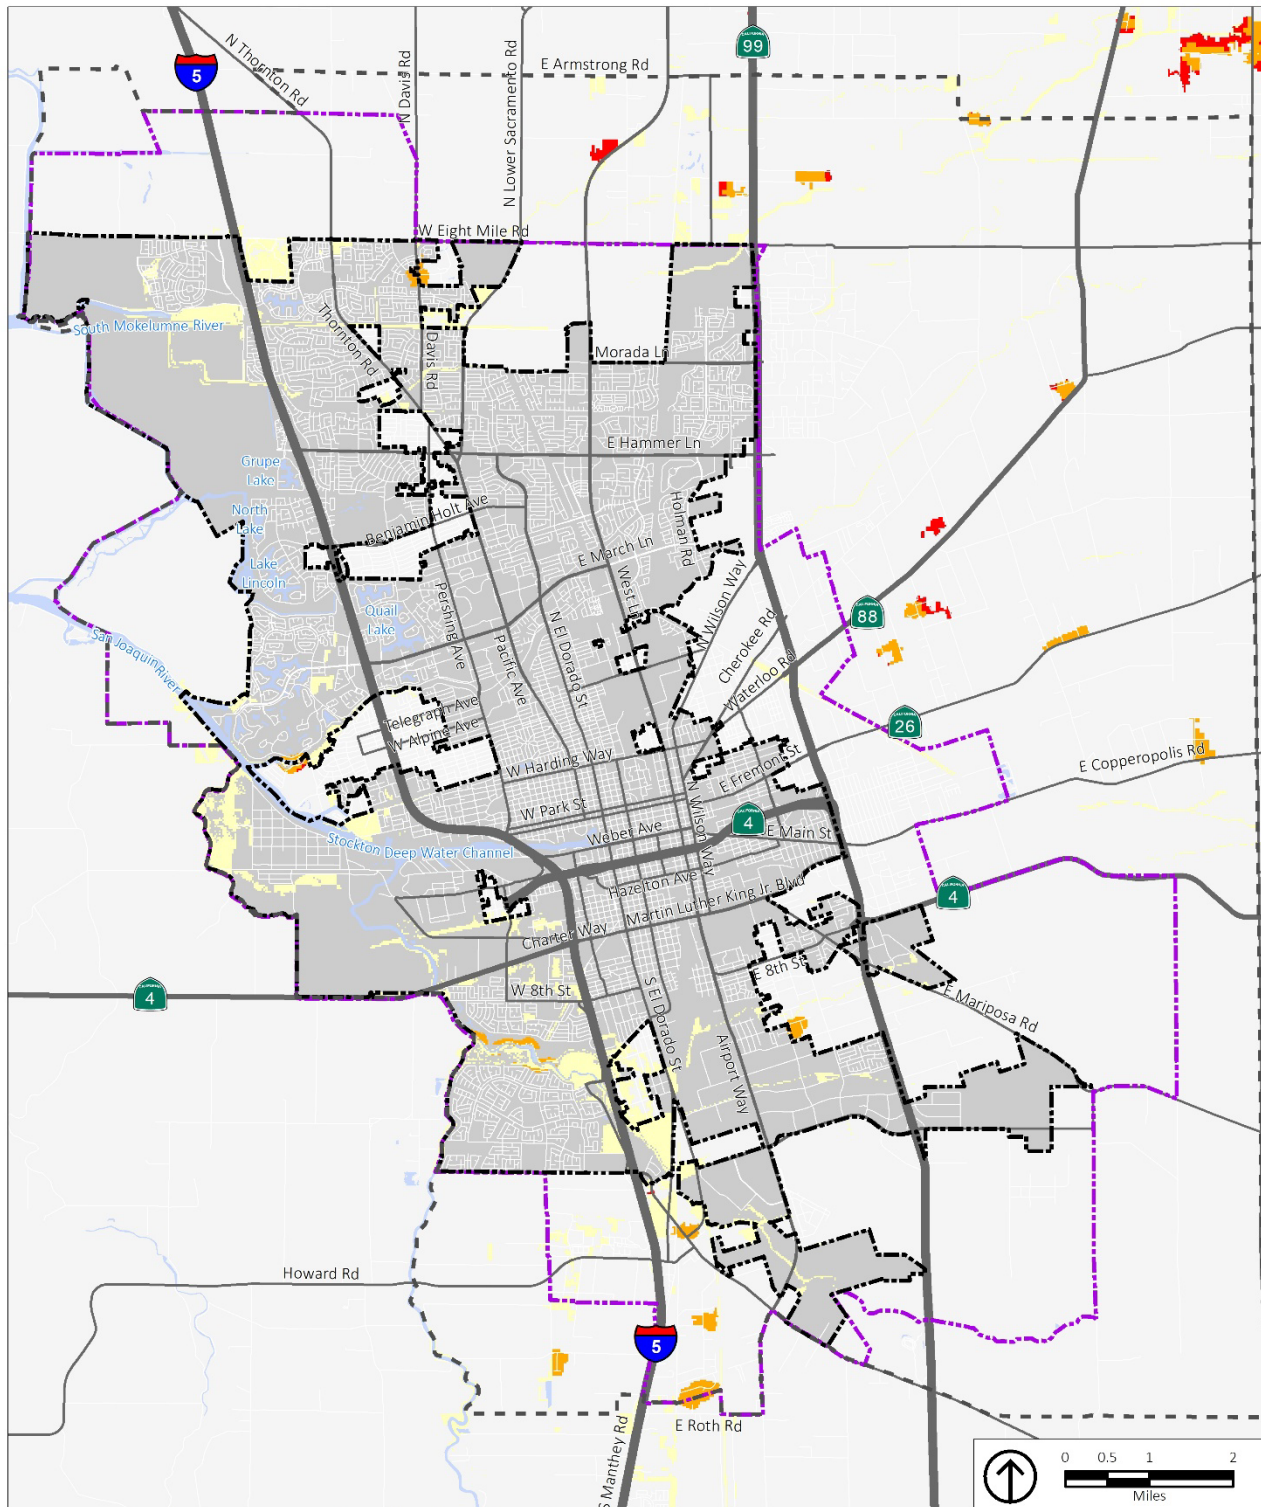 N Thornton Rd
N Davis Rd
N Lower Sacramento Rd
CALIFORNIA
99
5
E Armstrong Rd
W Eight Mile Rd
South Mokelumne River
Thornton Rd
Davis Rd
Morada Ln
E Hammer Ln
Grupe
Lake
North
Lake
Benjamin Holt Ave
Holman Rd
Lake
Lincoln
E March Ln
West Ln
Quail
Lake
Pershing Ave
Pacific Ave
N El Dorado St
N Wilson Way
Cherokee Rd
Waterloo Rd
CALIFORNIA
88
San Joaquin River
Telegraph Ave
W Alpine Ave
CALIFORNIA
26
W Harding Way
E Fremont St
E Copperopolis Rd
W Park St
N Wilson Way
CALIFORNIA
4
Weber Ave
E Main St
Stockton Deep Water Channel
Hazelton Ave
Martin Luther King Jr. Blvd
CALIFORNIA
4
Charter Way
E 8th St
W 8th St
CALIFORNIA
4
S El Dorado St
E Mariposa Rd
Airport Way
Howard Rd
5
S Manthey Rd
E Roth Rd
0 0.5 1 2
Miles